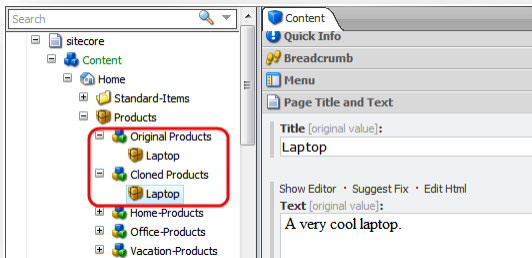 Search
sitecore
Content
Home
Standard-Items
Products
Original Products
Laptop
Cloned Products
Laptop
Home-Products
Office-Products
Vacation-Products
Content
Quick Info
Breadcrumb
Menu
Page Title and Text
Title [original value]:
Laptop
Show Editor · Suggest Fix · Edit Html
Text [original value]:
A very cool laptop.